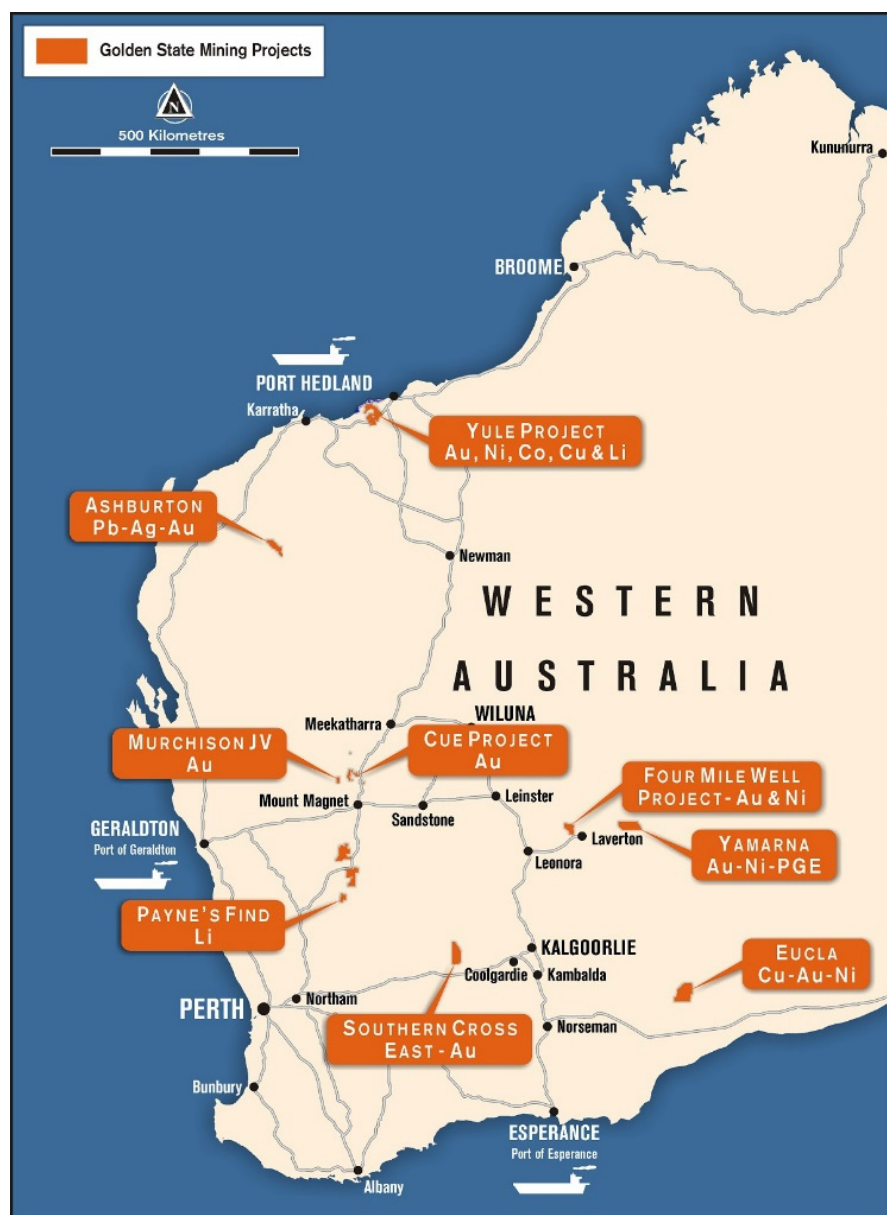 Golden State Mining Projects
N
500 Kilometres
Kununurra
BROOME
PORT HEDLAND
Karratha
YULE PROJECT
Au, Ni, Co, Cu & Li
ASHBURTON
Pb-Ag-Au
Newman
WESTERN
AUSTRALIA
Meekatharra
WILUNA
MURCHISON JV
Au
CUE PROJECT
Au
Mount Magnet
Sandstone
Leinster
FOUR MILE WELL
PROJECT- Au & Ni
GERALDTON
Port of Geraldton
Leonora
Laverton
YAMARNA
Au-Ni-PGE
PAYNE'S FIND
Li
KALGOORLIE
Coolgardie
Kambalda
EUCLA
Cu-Au-Ni
PERTH
Northam
SOUTHERN CROSS
EAST - Au
Norseman
Bunbury
ESPERANCE
Port of Esperance
Albany